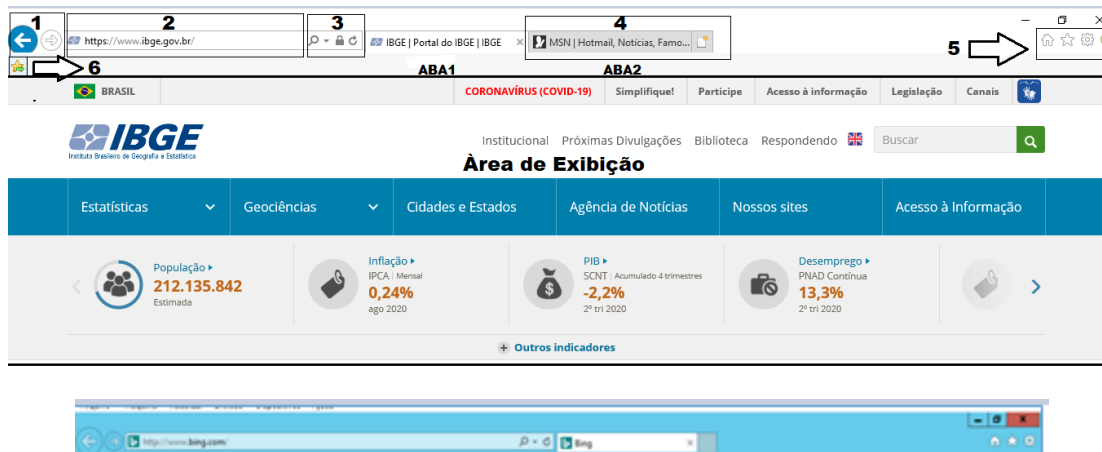 1 2 3 4
https://www.ibge.gov.br/ IBGE | Portal do IBGE | IBGE MSN | Hotmail, Notícias, Famo...
5
6 ABA1 ABA2
BRASIL CORONAVÍRUS (COVID-19) Simplifique! Participe Acesso à informação Legislação Canais
IBGE
Instituto Brasileiro de Geografia e Estatística
Institucional Próximas Divulgações Biblioteca Respondendo Buscar
Àrea de Exibição
Estatísticas Geociências Cidades e Estados Agência de Notícias Nossos sites Acesso à Informação
População
212.135.842
Estimada
Inflação
IPCA | Mensal
0,24%
ago 2020
PIB
SCNT | Acumulado 4 trimestres
-2,2%
2º tri 2020
Desemprego
PNAD Contínua
13,3%
2º tri 2020
+ Outros indicadores
http://www.bing.com/ Bing